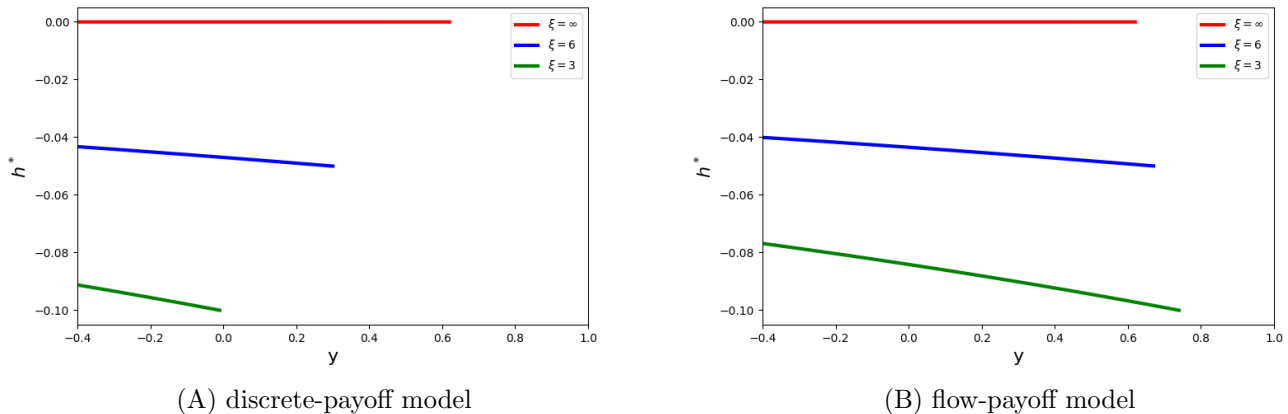 0.00
−0.02
−0.04
−0.06
−0.08
−0.10
h*
−0.4
−0.2
0.0
0.2
0.4
0.6
0.8
1.0
y
ξ = ∞
ξ = 6
ξ = 3
(A) discrete-payoff model
0.00
−0.02
−0.04
−0.06
−0.08
−0.10
h*
−0.4
−0.2
0.0
0.2
0.4
0.6
0.8
1.0
y
ξ = ∞
ξ = 6
ξ = 3
(B) flow-payoff model